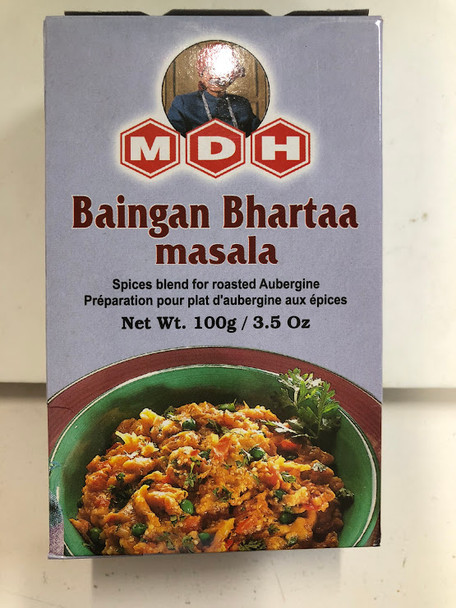 MDH
Baingan Bhartaa
masala
Spices blend for roasted Aubergine
Préparation pour plat d'aubergine aux épices
Net Wt. 100g / 3.5 Oz